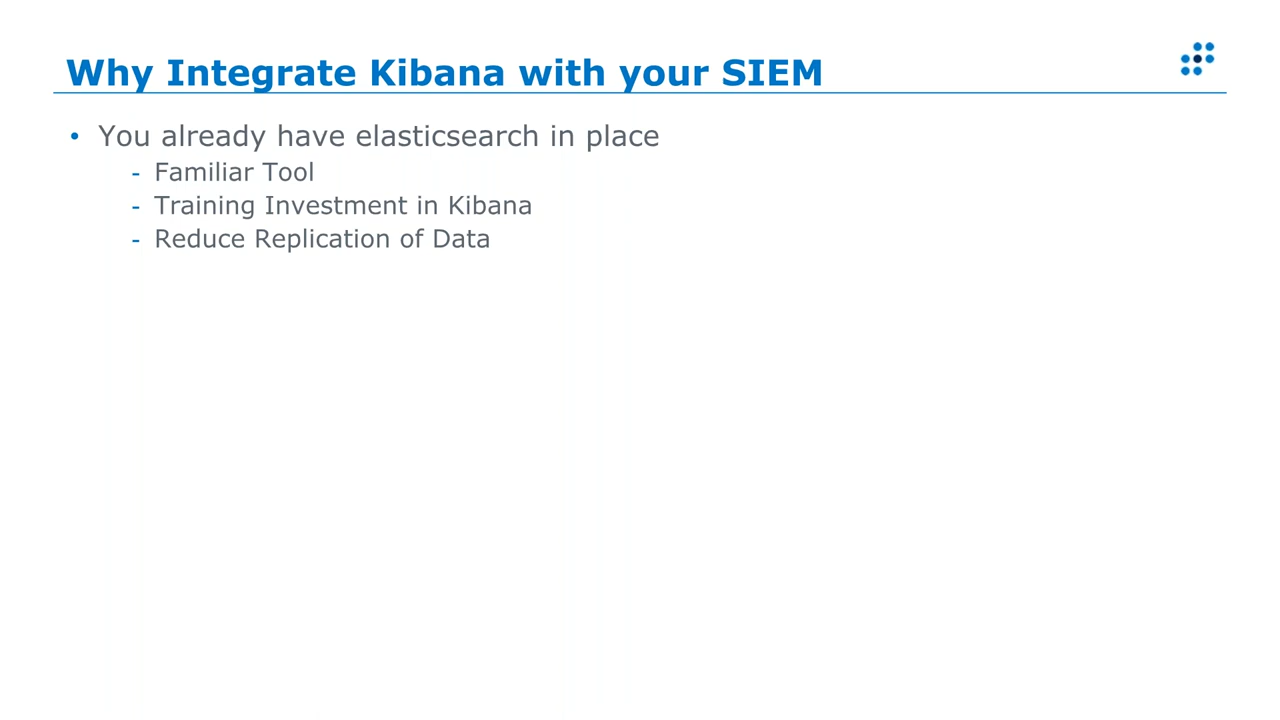 Why Integrate Kibana with your SIEM
• You already have elasticsearch in place
- Familiar Tool
- Training Investment in Kibana
- Reduce Replication of Data